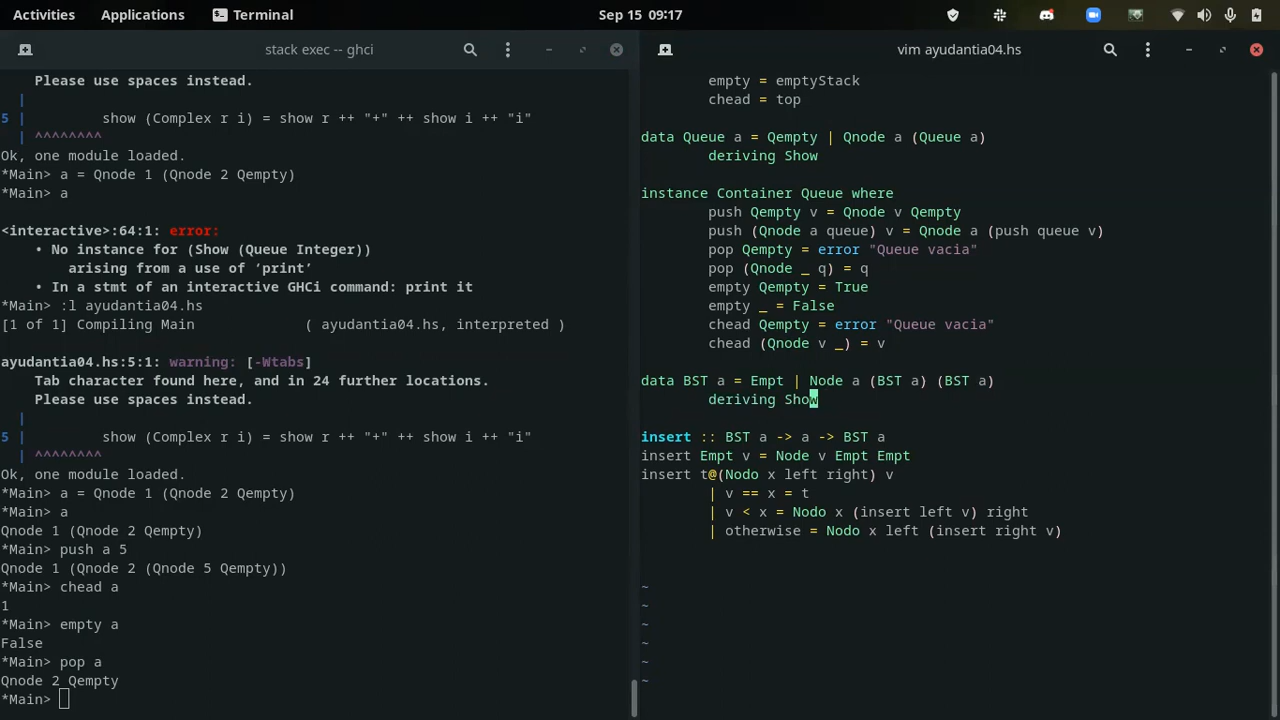 Activities Applications Terminal Sep 15 09:17
stack exec -- ghci
Please use spaces instead.
|
5 | show (Complex r i) = show r ++ "+" ++ show i ++ "i"
| ^^^^^^^^
Ok, one module loaded.
*Main> a = Qnode 1 (Qnode 2 Qempty)
*Main> a
<interactive>:64:1: error:
• No instance for (Show (Queue Integer))
arising from a use of ‘print’
• In a stmt of an interactive GHCi command: print it
*Main> :l ayudantia04.hs
[1 of 1] Compiling Main ( ayudantia04.hs, interpreted )
ayudantia04.hs:5:1: warning: [-Wtabs]
Tab character found here, and in 24 further locations.
Please use spaces instead.
|
5 | show (Complex r i) = show r ++ "+" ++ show i ++ "i"
| ^^^^^^^^
Ok, one module loaded.
*Main> a = Qnode 1 (Qnode 2 Qempty)
*Main> a
Qnode 1 (Qnode 2 Qempty)
*Main> push a 5
Qnode 1 (Qnode 2 (Qnode 5 Qempty))
*Main> chead a
1
*Main> empty a
False
*Main> pop a
Qnode 2 Qempty
*Main>
vim ayudantia04.hs
empty = emptyStack
chead = top
data Queue a = Qempty | Qnode a (Queue a)
deriving Show
instance Container Queue where
push Qempty v = Qnode v Qempty
push (Qnode a queue) v = Qnode a (push queue v)
pop Qempty = error "Queue vacia"
pop (Qnode _ q) = q
empty Qempty = True
empty _ = False
chead Qempty = error "Queue vacia"
chead (Qnode v _) = v
data BST a = Empt | Node a (BST a) (BST a)
deriving Show
insert :: BST a -> a -> BST a
insert Empt v = Node v Empt Empt
insert t@(Nodo x left right) v
| v == x = t
| v < x = Nodo x (insert left v) right
| otherwise = Nodo x left (insert right v)
~
~
~
~
~
~